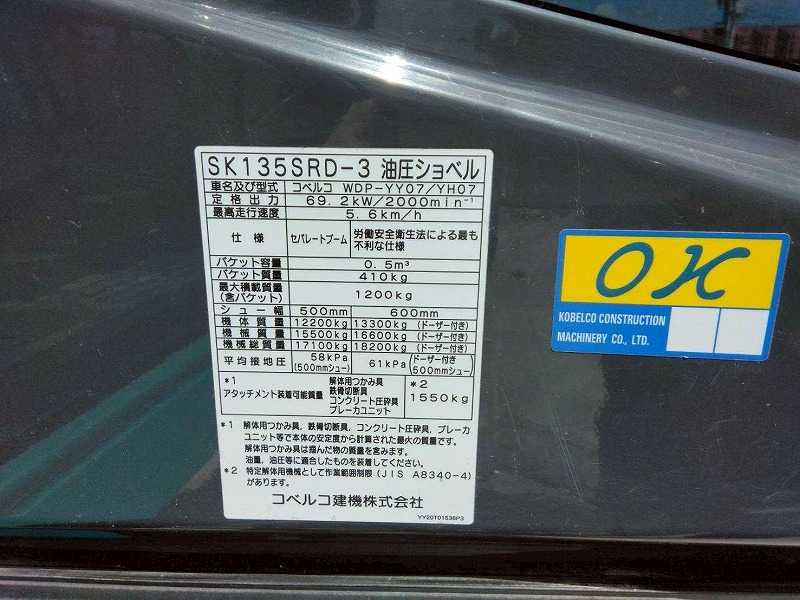 SK135SRD-3 油圧ショベル
車名及び型式 コベルコ WDP-YY07/YH07
定格出力 69.2kW/2000min⁻¹
最高走行速度 5.6km/h
仕様 セパレートブーム 労働安全衛生法による最も
不利な仕様
バケット容量 0.5m³
バケット質量 410kg
最大積載質量
(含バケット) 1200kg
シュー幅 500mm 600mm
機体質量 12200kg 13300kg (ドーザー付き)
機械質量 15500kg 16600kg (ドーザー付き)
機械総質量 17100kg 18200kg (ドーザー付き)
平均接地圧 58kPa
(500mmシュー) 61kPa (ドーザー付き
500mmシュー)
*1
アタッチメント装着可能質量
解体用つかみ具
鉄骨切断具
コンクリート圧砕具
ブレーカユニット
*2
1550kg
*1 解体用つかみ具,鉄骨切断具,コンクリート圧砕具,ブレーカ
ユニット等で本体の安定度から計算された最大の質量です。
解体用つかみ具は掴んだ物の質量を含みます。
油量,油圧等に適合したものを装着してください。
*2 特定解体用機械として作業範囲制限(JIS A8340-4)
があります。
コベルコ建機株式会社
YY20T01536P3
OK
KOBELCO CONSTRUCTION
MACHINERY CO., LTD.